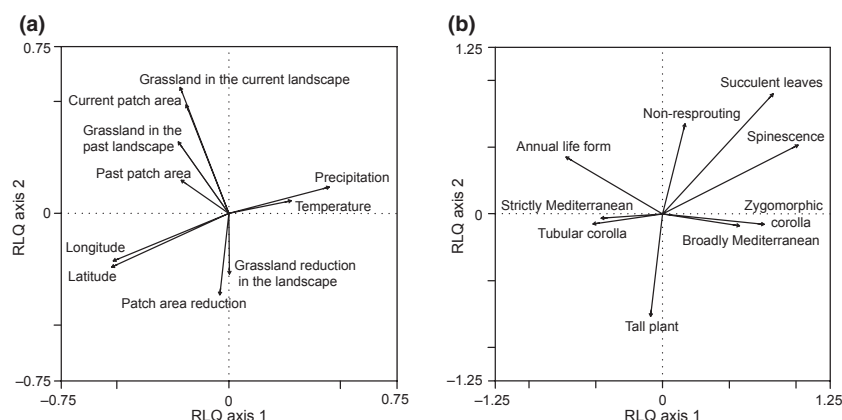 (a)
0.75
Grassland in the current landscape
Current patch area
Grassland in the
past landscape
Past patch area
Precipitation
Temperature
RLQ axis 2
0
Longitude
Latitude
Grassland reduction
in the landscape
Patch area reduction
–0.75
–0.75
0
0.75
RLQ axis 1
(b)
1.25
Succulent leaves
Non-resprouting
Spinescence
Annual life form
RLQ axis 2
Strictly Mediterranean
Zygomorphic
corolla
0
Tubular corolla
Broadly Mediterranean
Tall plant
–1.25
–1.25
0
1.25
RLQ axis 1